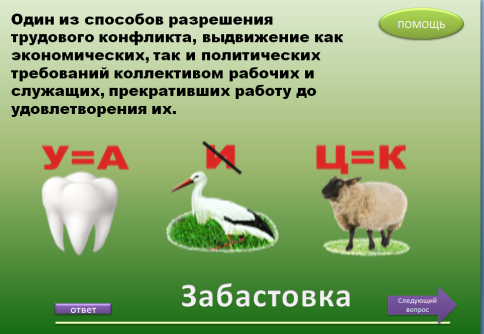 Один из способов разрешения
трудового конфликта, выдвижение как
экономических, так и политических
требований коллективом рабочих и
служащих, прекративших работу до
удовлетворения их.
ПОМОЩЬ
У=А
И
Ц=К
Забастовка
ответ
Следующий
вопрос